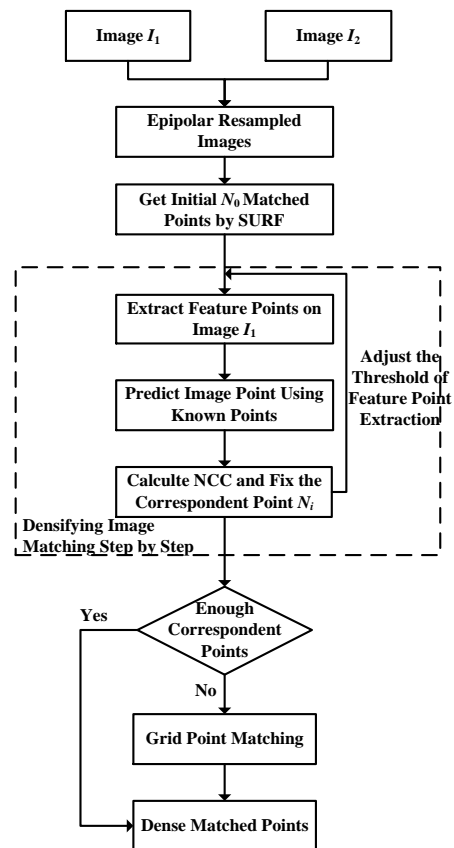 Image I1
Image I2
Epipolar Resampled
Images
Get Initial N0 Matched
Points by SURF
Extract Feature Points on
Image I1
Adjust the
Threshold of
Feature Point
Extraction
Predict Image Point Using
Known Points
Calculte NCC and Fix the
Correspondent Point Ni
Densifying Image
Matching Step by Step
Enough
Correspondent
Points
Yes
No
Grid Point Matching
Dense Matched Points